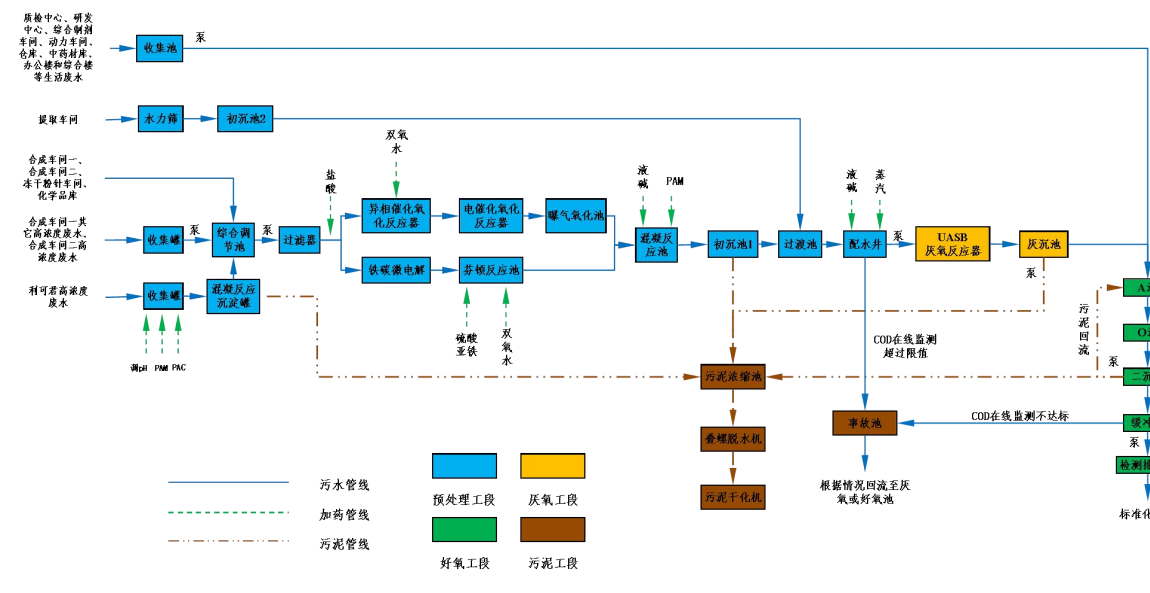 质检中心、研发
中心、综合制剂
车间、动力车间、
仓库、中药材库、
办公楼和综合楼
等生活废水
收集池
泵
提取车间
水力筛
初沉池2
合成车间一、
合成车间二、
冻干粉针车间、
化学品库
合成车间一其
它高浓度废水、
合成车间二高
浓度废水
收集罐
泵
综合调
节池
泵
过滤器
盐
酸
双氧
水
异相催化氧
化反应器
电催化氧化
反应器
曝气氧化池
铁碳微电解
芬顿反应池
硫酸
亚铁
双
氧
水
利可君高浓度
废水
收集罐
混凝反应
沉淀罐
调pH
PAM
PAC
液
碱
PAM
混凝反
应池
初沉池1
过渡池
液
碱
蒸
汽
配水井
泵
UASB
厌氧反应器
厌沉池
泵
A
O
二沉
泵
缓冲
泵
检测排
标准化
污
泥
回
流
COD在线监测
超过限值
COD在线监测不达标
污泥浓缩池
叠螺脱水机
污泥干化机
事故池
根据情况回流至厌
氧或好氧池
污水管线
加药管线
污泥管线
预处理工段
厌氧工段
好氧工段
污泥工段